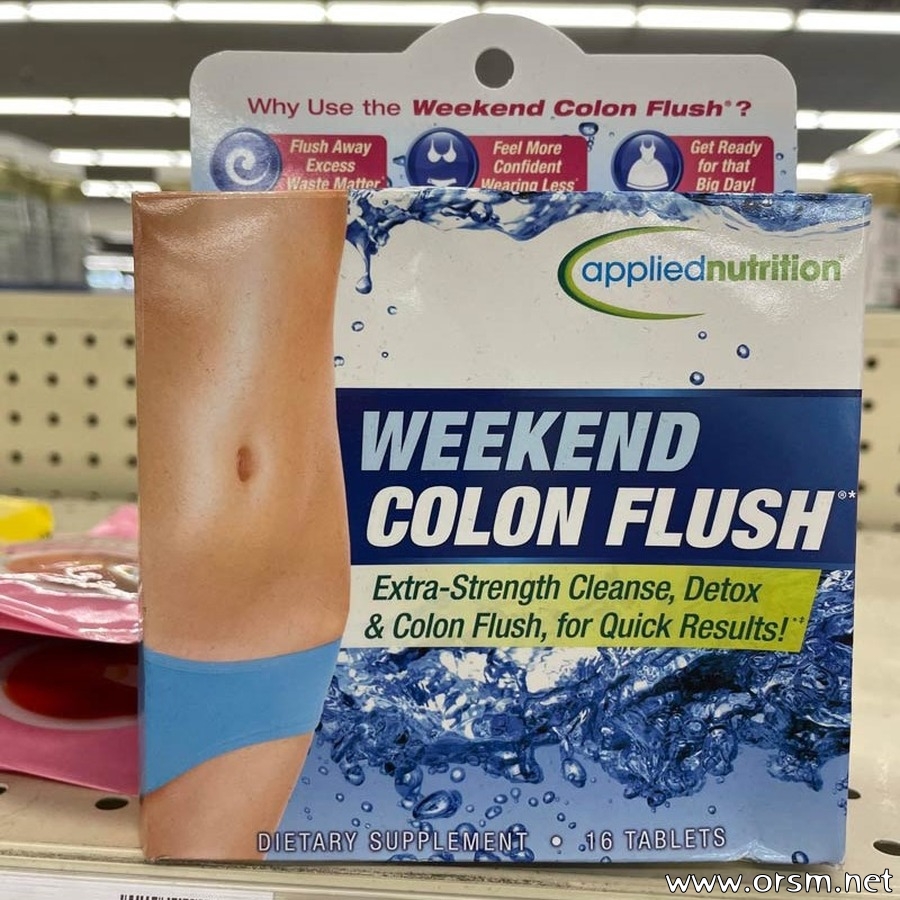 Why Use the Weekend Colon Flush®?
Flush Away
Excess
Waste Matter
Feel More
Confident
Wearing Less
Get Ready
for that
Big Day!
appliednutrition
WEEKEND
COLON FLUSH®*
Extra-Strength Cleanse, Detox
& Colon Flush, for Quick Results!*‡
DIETARY SUPPLEMENT • 16 TABLETS
www.orsm.net